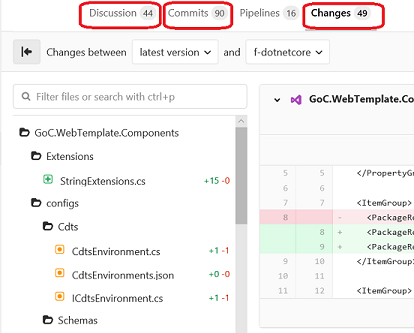 Discussion 44 Commits 90 Pipelines 16 Changes 49
Changes between latest version and f-dotnetcore
Filter files or search with ctrl+p
GoC.WebTemplate.Components
Extensions
StringExtensions.cs +15 -0
configs
Cdts
CdtsEnvironment.cs +1 -1
CdtsEnvironments.json +0 -0
ICdtsEnvironment.cs +1 -1
Schemas
GoC.WebTemplate.Co
5 5 </PropertyG
6 6
7 7 <ItemGroup>
8 - <PackageRe
8 + <PackageRe
9 + <PackageRe
9 10 </ItemGroup
10 11
11 12 <ItemGroup>